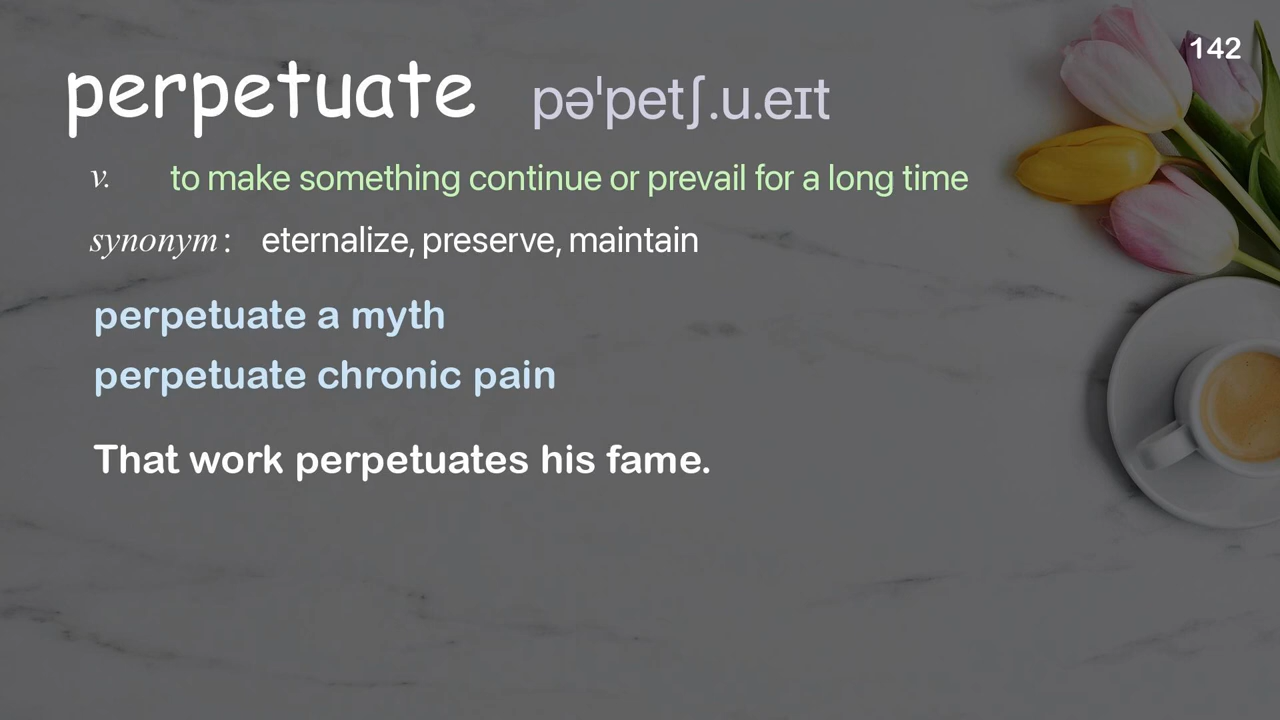 142
perpetuate pəˈpetʃ.u.eɪt
v. to make something continue or prevail for a long time
synonym: eternalize, preserve, maintain
perpetuate a myth
perpetuate chronic pain
That work perpetuates his fame.